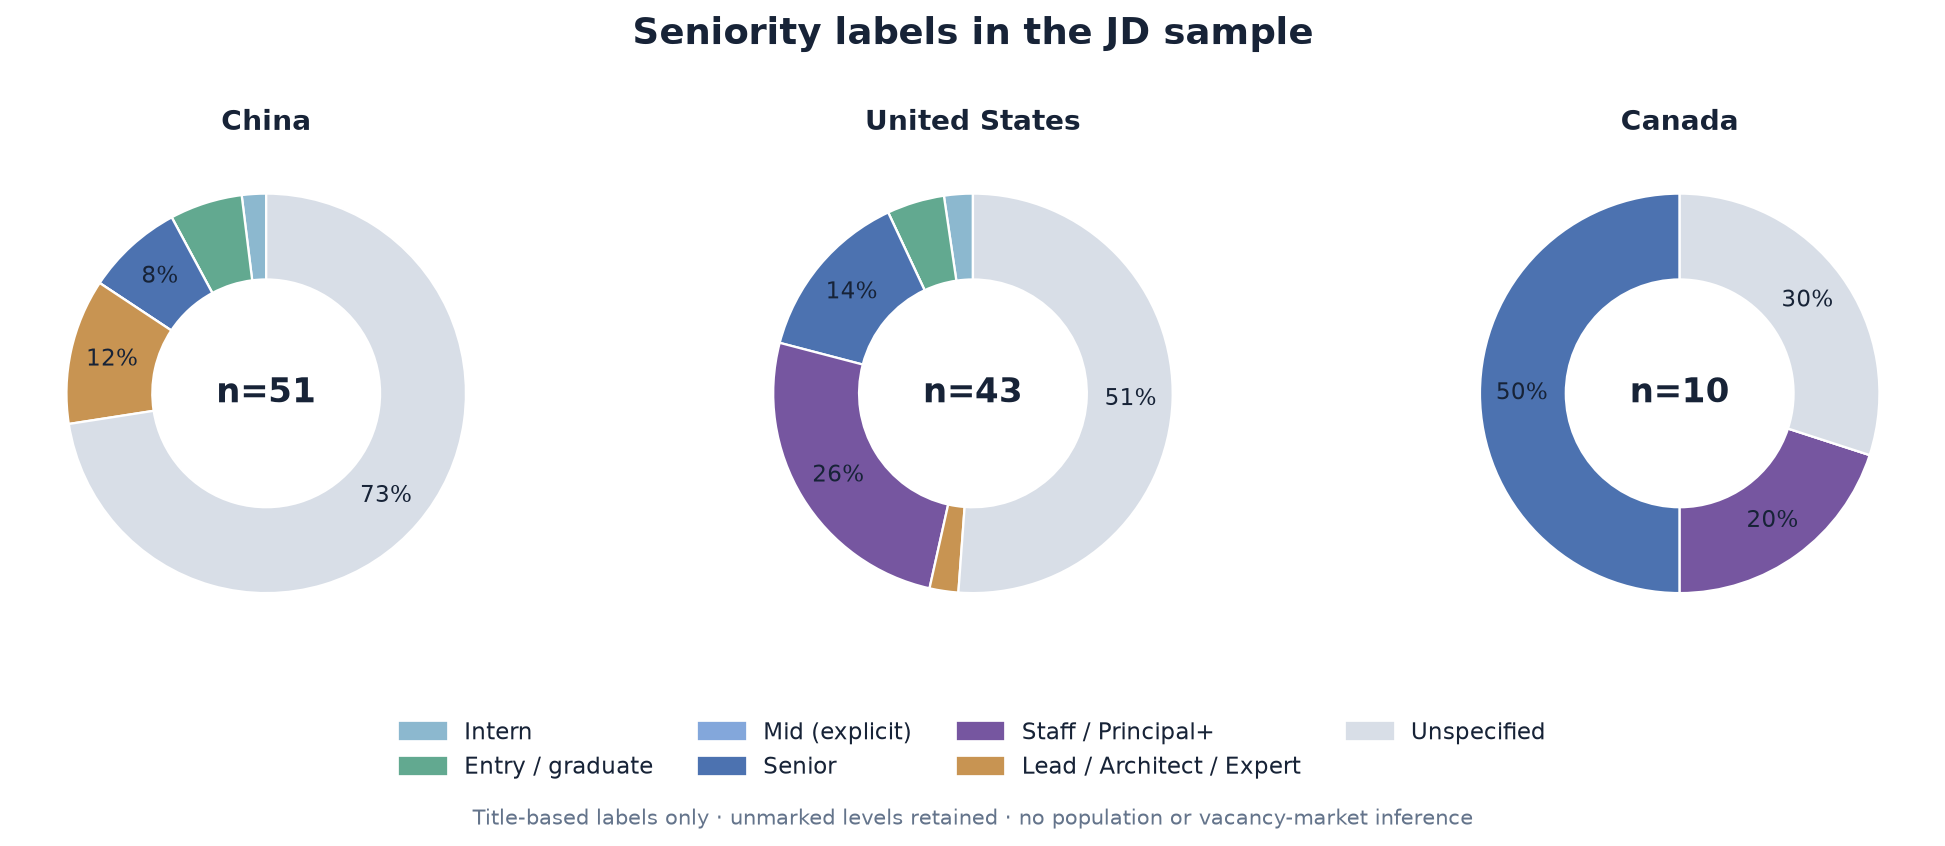 Seniority labels in the JD sample
China
United States
Canada
8%
12%
n=51
73%
14%
26%
n=43
51%
50%
n=10
30%
20%
Intern
Entry / graduate
Mid (explicit)
Senior
Staff / Principal+
Lead / Architect / Expert
Unspecified
Title-based labels only · unmarked levels retained · no population or vacancy-market inference